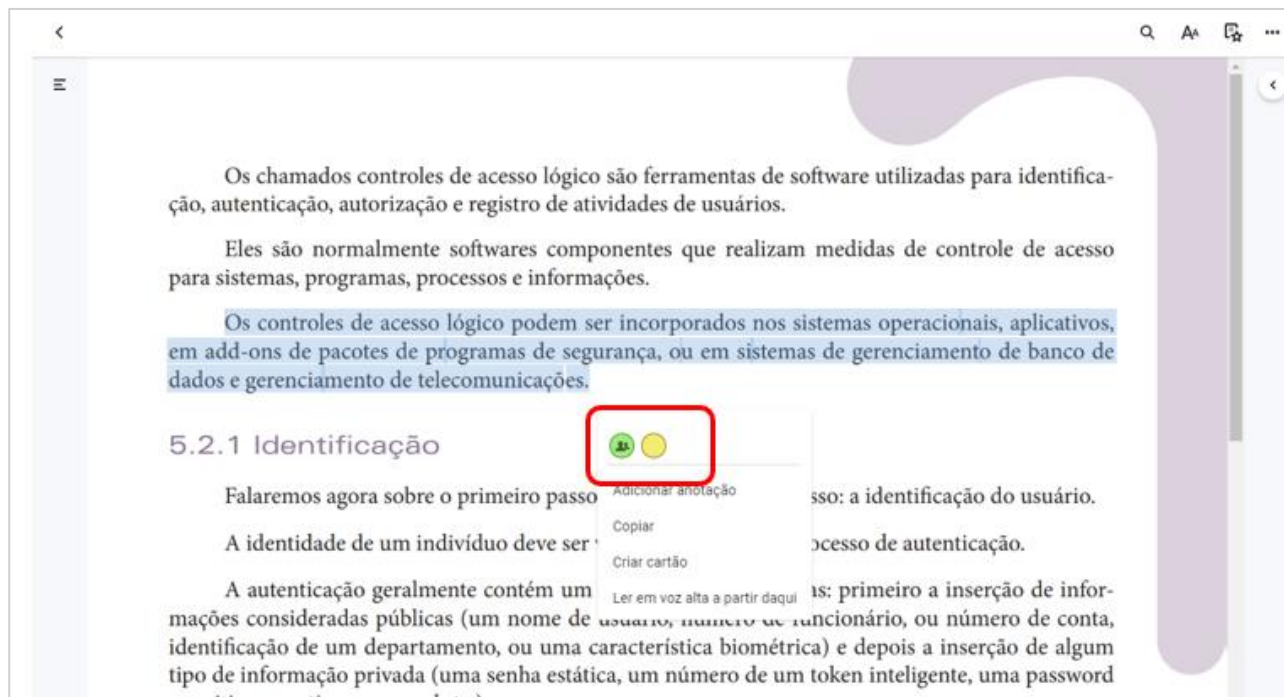 Os chamados controles de acesso lógico são ferramentas de software utilizadas para identifica-
ção, autenticação, autorização e registro de atividades de usuários.
Eles são normalmente softwares componentes que realizam medidas de controle de acesso
para sistemas, programas, processos e informações.
Os controles de acesso lógico podem ser incorporados nos sistemas operacionais, aplicativos,
em add-ons de pacotes de programas de segurança, ou em sistemas de gerenciamento de banco de
dados e gerenciamento de telecomunicações.
5.2.1 Identificação
Adicionar anotação
Copiar
Criar cartão
Ler em voz alta a partir daqui
Falaremos agora sobre o primeiro passo sso: a identificação do usuário.
A identidade de um indivíduo deve ser ocesso de autenticação.
A autenticação geralmente contém um as: primeiro a inserção de infor-
mações consideradas públicas (um nome de usuário, número de funcionário, ou número de conta,
identificação de um departamento, ou uma característica biométrica) e depois a inserção de algum
tipo de informação privada (uma senha estática, um número de um token inteligente, uma password